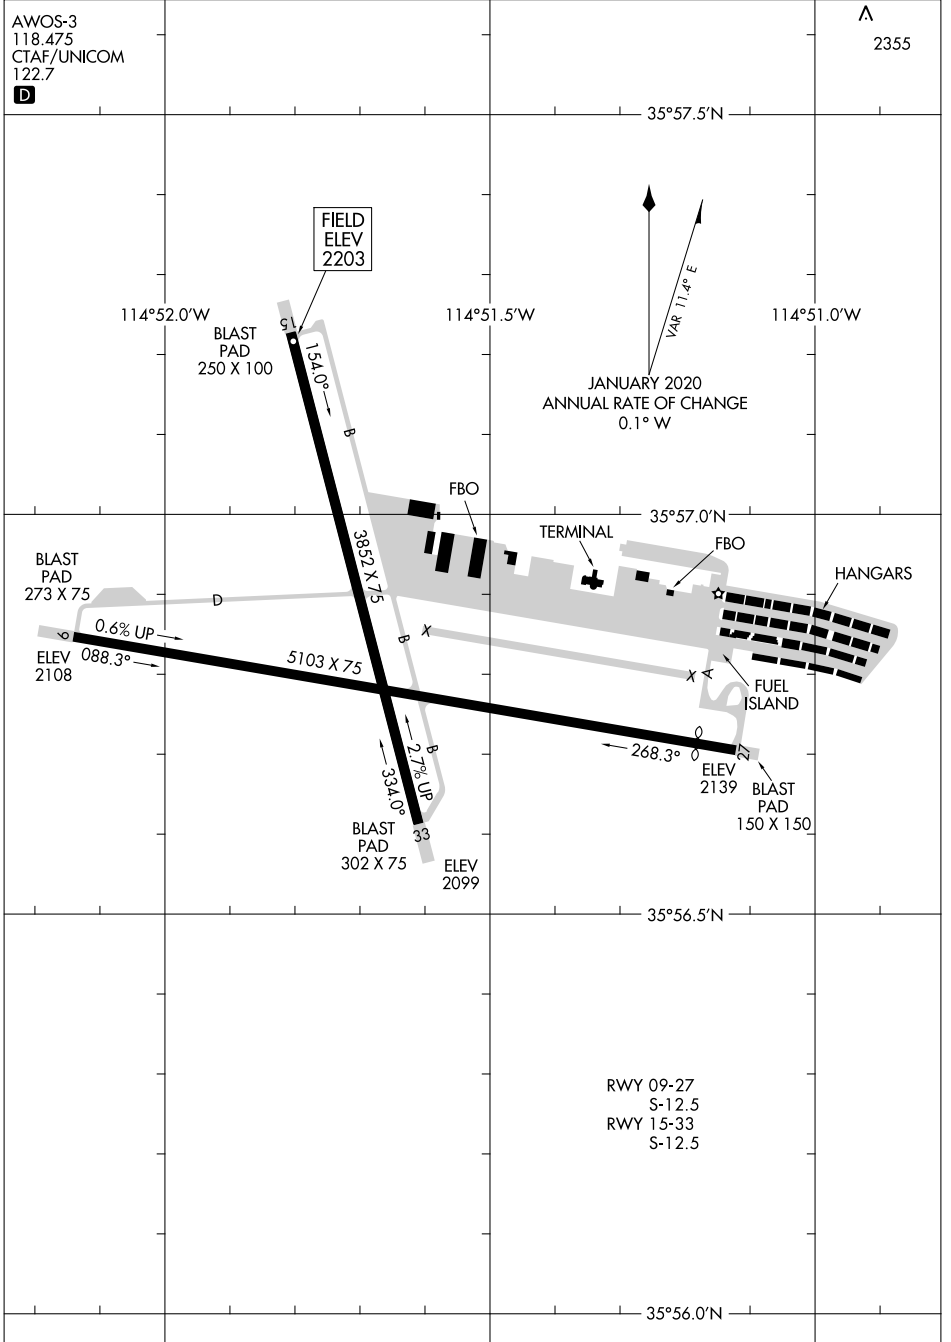 AWOS-3
118.475
CTAF/UNICOM
122.7
D
2355
35°57.5'N
FIELD
ELEV
2203
VAR 11.4° E
114°52.0'W
114°51.5'W
114°51.0'W
15
BLAST
PAD
250 X 100
154.0°
JANUARY 2020
ANNUAL RATE OF CHANGE
0.1° W
B
FBO
35°57.0'N
TERMINAL
FBO
3852 X 75
BLAST
PAD
273 X 75
HANGARS
D
9
0.6% UP
B
X
088.3°
ELEV
2108
5103 X 75
X
A
FUEL
ISLAND
2.7% UP
B
268.3°
27
334.0°
ELEV
2139
BLAST
PAD
150 X 150
BLAST
PAD
302 X 75
33
ELEV
2099
35°56.5'N
RWY 09-27
S-12.5
RWY 15-33
S-12.5
35°56.0'N